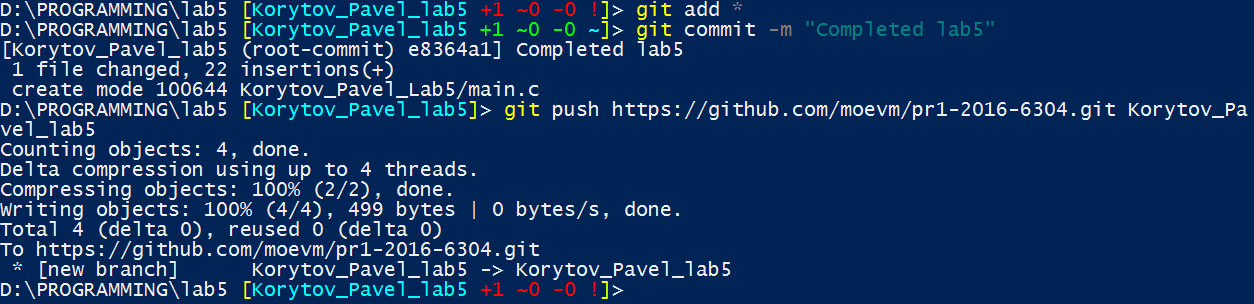 D:\PROGRAMMING\lab5 [Korytov_Pavel_lab5 +1 ~0 -0 !]> git add *
D:\PROGRAMMING\lab5 [Korytov_Pavel_lab5 +1 ~0 -0 ~]> git commit -m "Completed lab5"
[Korytov_Pavel_lab5 (root-commit) e8364a1] Completed lab5
 1 file changed, 22 insertions(+)
 create mode 100644 Korytov_Pavel_Lab5/main.c
D:\PROGRAMMING\lab5 [Korytov_Pavel_lab5]> git push https://github.com/moevm/pr1-2016-6304.git Korytov_Pa
vel_lab5
Counting objects: 4, done.
Delta compression using up to 4 threads.
Compressing objects: 100% (2/2), done.
Writing objects: 100% (4/4), 499 bytes | 0 bytes/s, done.
Total 4 (delta 0), reused 0 (delta 0)
To https://github.com/moevm/pr1-2016-6304.git
 * [new branch]      Korytov_Pavel_lab5 -> Korytov_Pavel_lab5
D:\PROGRAMMING\lab5 [Korytov_Pavel_lab5 +1 ~0 -0 !]>